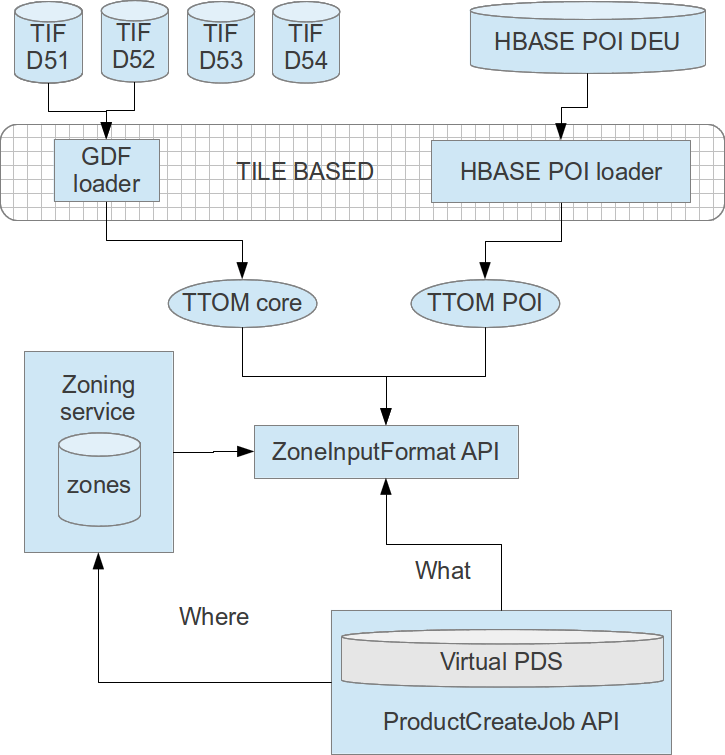 TIF
D51
TIF
D52
TIF
D53
TIF
D54
HBASE POI DEU
GDF
loader
TILE BASED
HBASE POI loader
TTOM core
TTOM POI
Zoning
service
zones
ZoneInputFormat API
What
Where
Virtual PDS
ProductCreateJob API